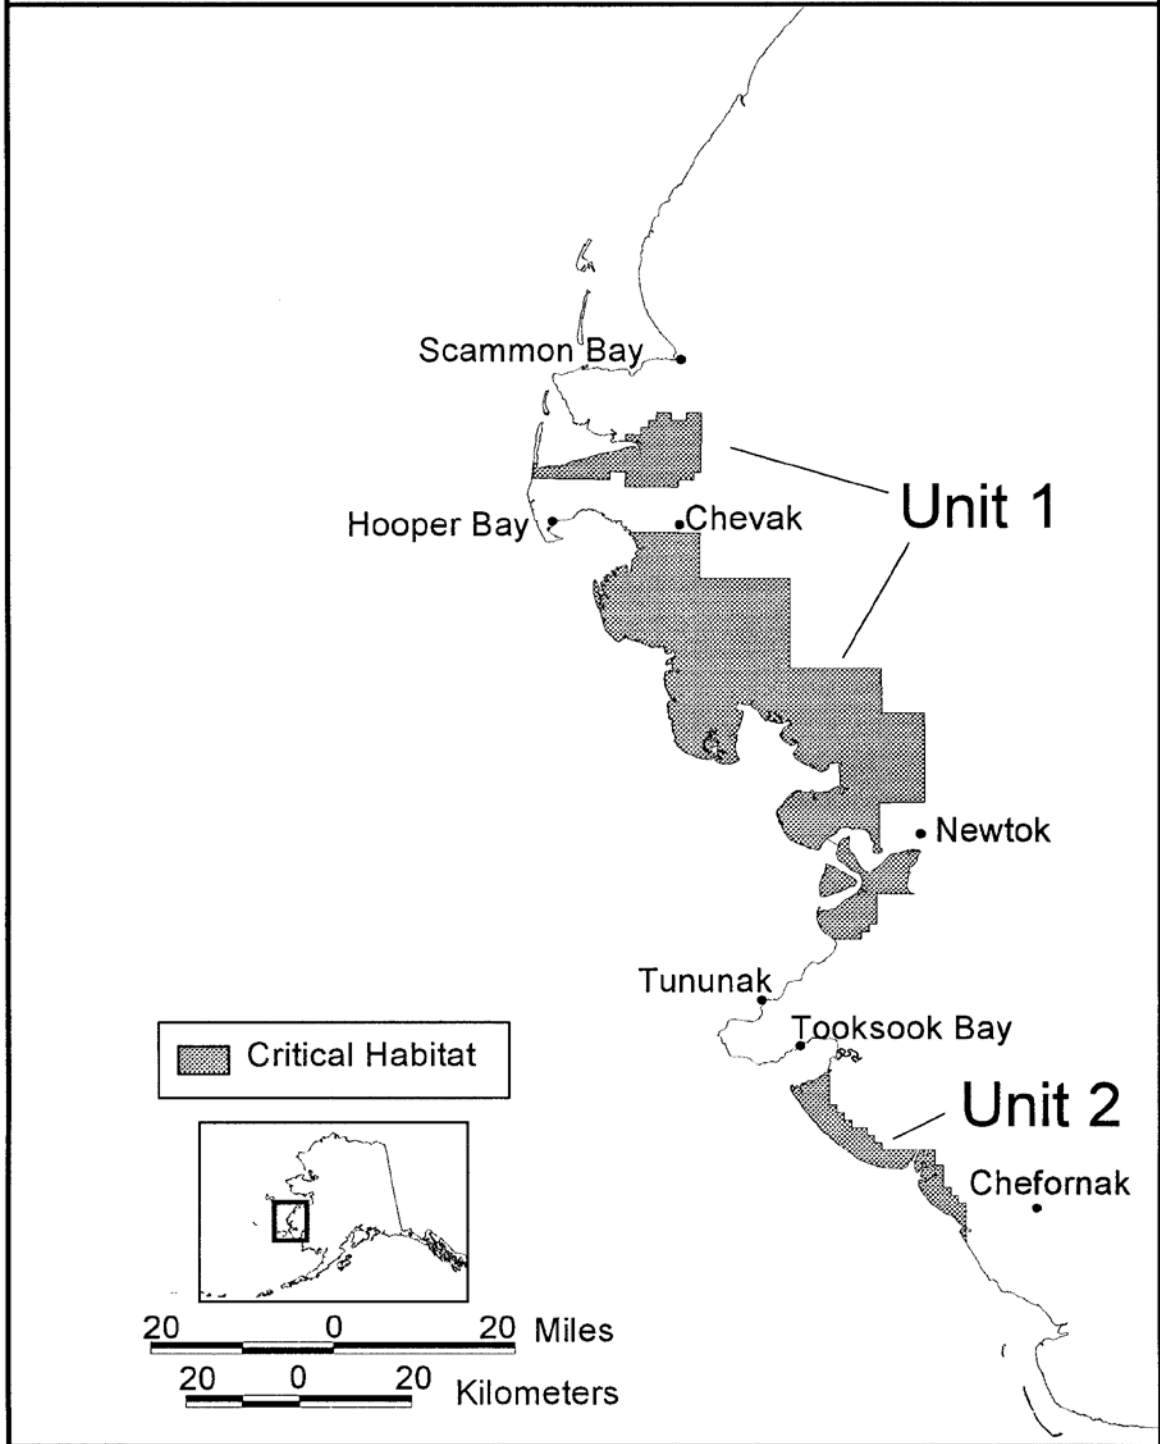 Scammon Bay
Unit 1
Hooper Bay
Chevak
Newtok
Tununak
Tooksook Bay
Critical Habitat
Unit 2
Chefornak
20 0 20 Miles
20 0 20 Kilometers